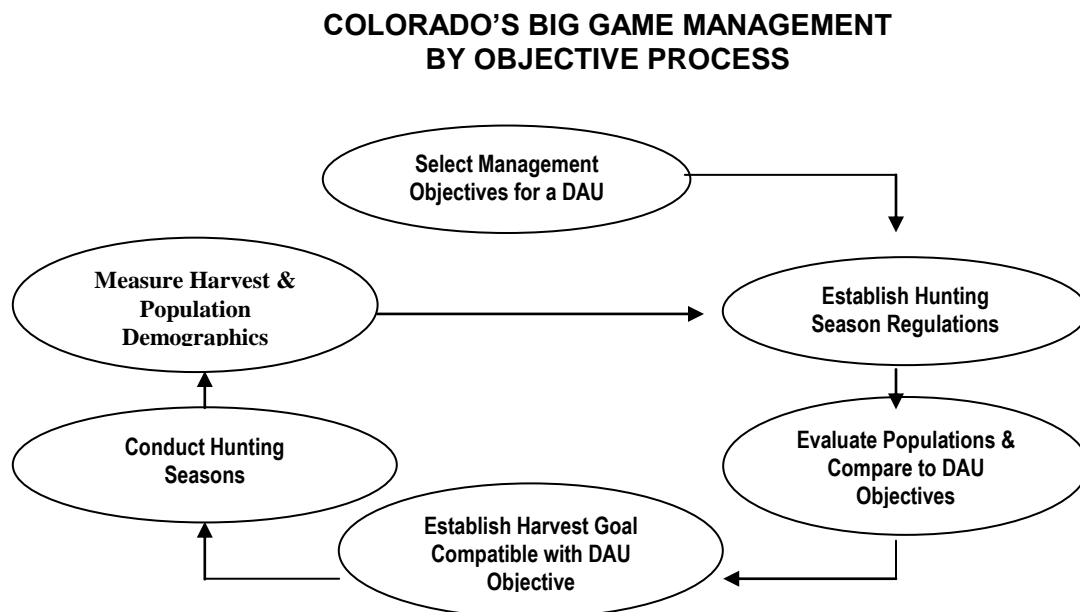 COLORADO'S BIG GAME MANAGEMENT
BY OBJECTIVE PROCESS
Select Management
Objectives for a DAU
Measure Harvest &
Population
Demographics
Establish Hunting
Season Regulations
Conduct Hunting
Seasons
Evaluate Populations &
Compare to DAU
Objectives
Establish Harvest Goal
Compatible with DAU
Objective